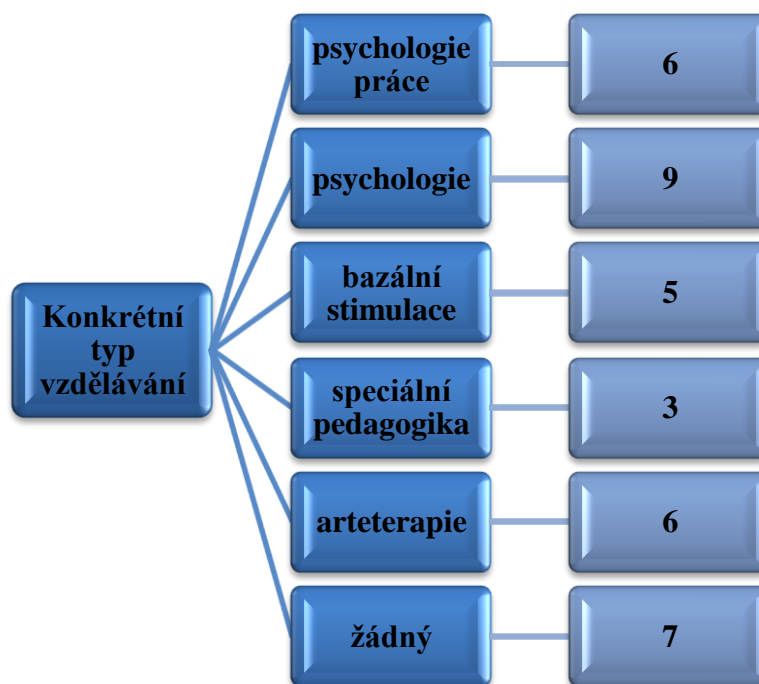 Konkrétní
typ
vzdělávání
psychologie
práce
6
psychologie
9
bazální
stimulace
5
speciální
pedagogika
3
arteterapie
6
žádný
7